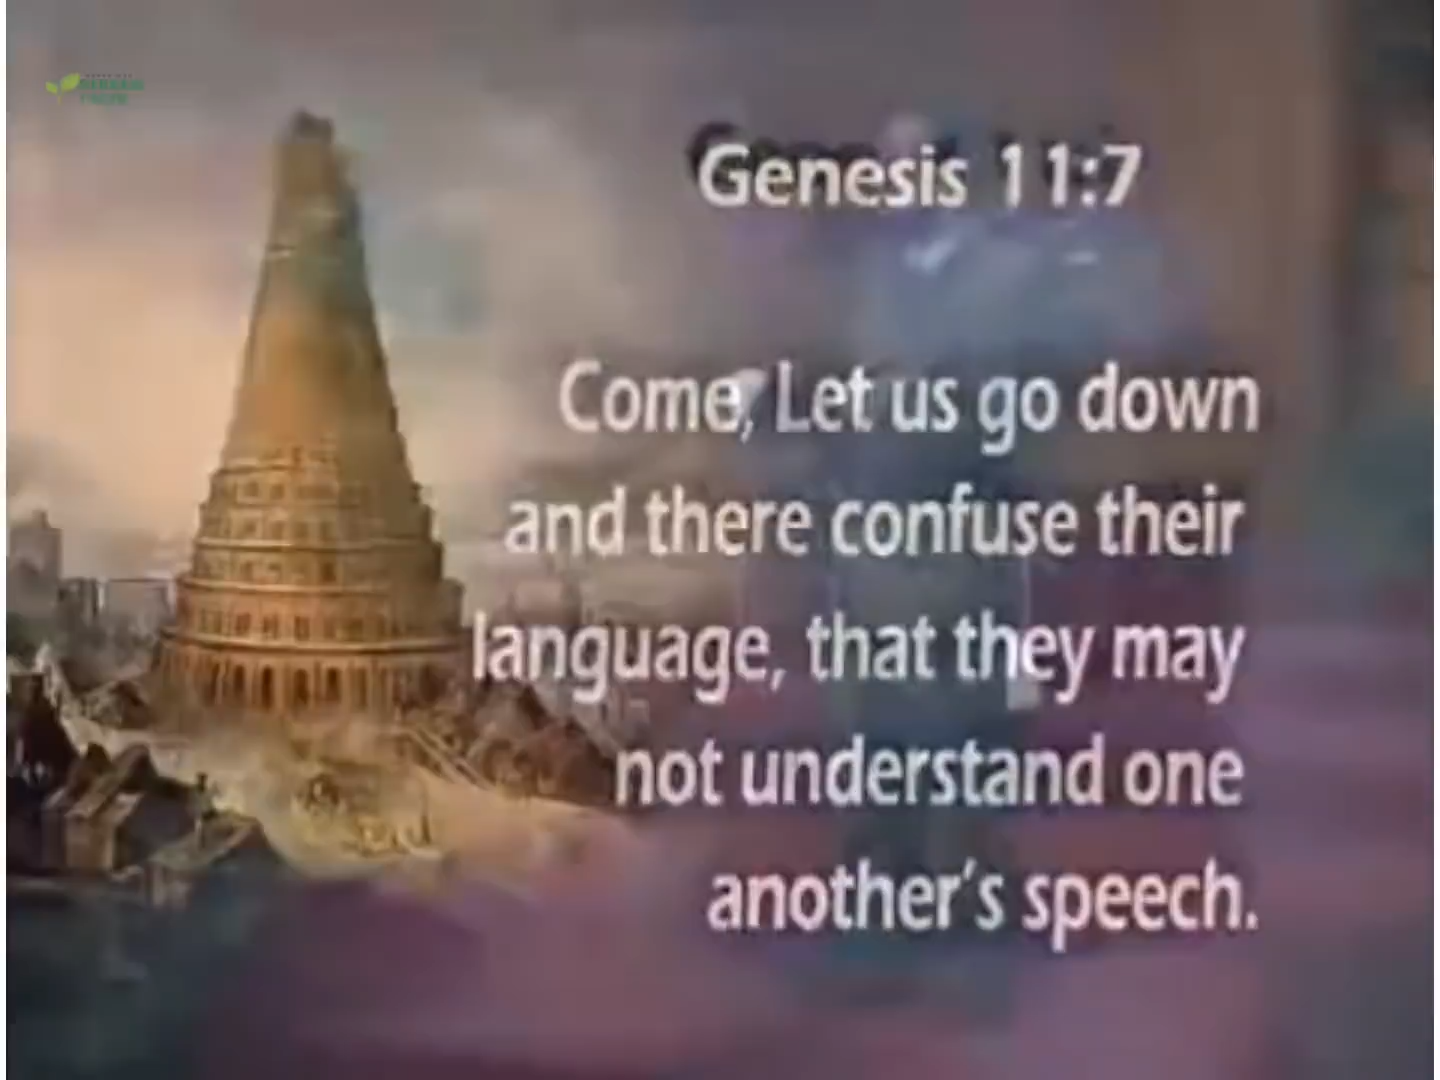 Genesis 11:7
Come, Let us go down
and there confuse their
language, that they may
not understand one
another's speech.